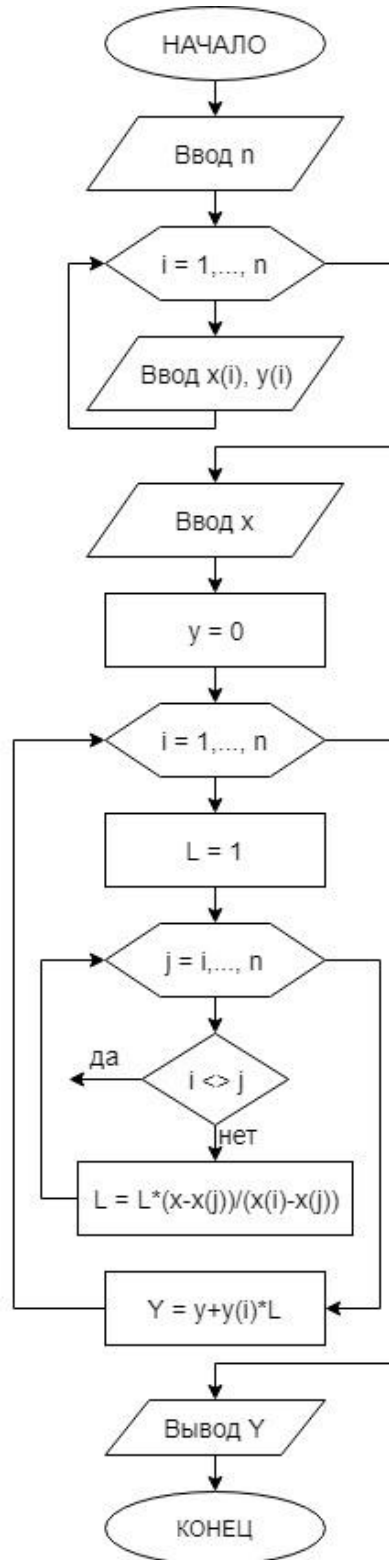 НАЧАЛО
Ввод n
i = 1,..., n
Ввод x(i), y(i)
Ввод x
y = 0
i = 1,..., n
L = 1
j = i,..., n
да
i <> j
нет
L = L*(x-x(j))/(x(i)-x(j))
Y = y+y(i)*L
Вывод Y
КОНЕЦ